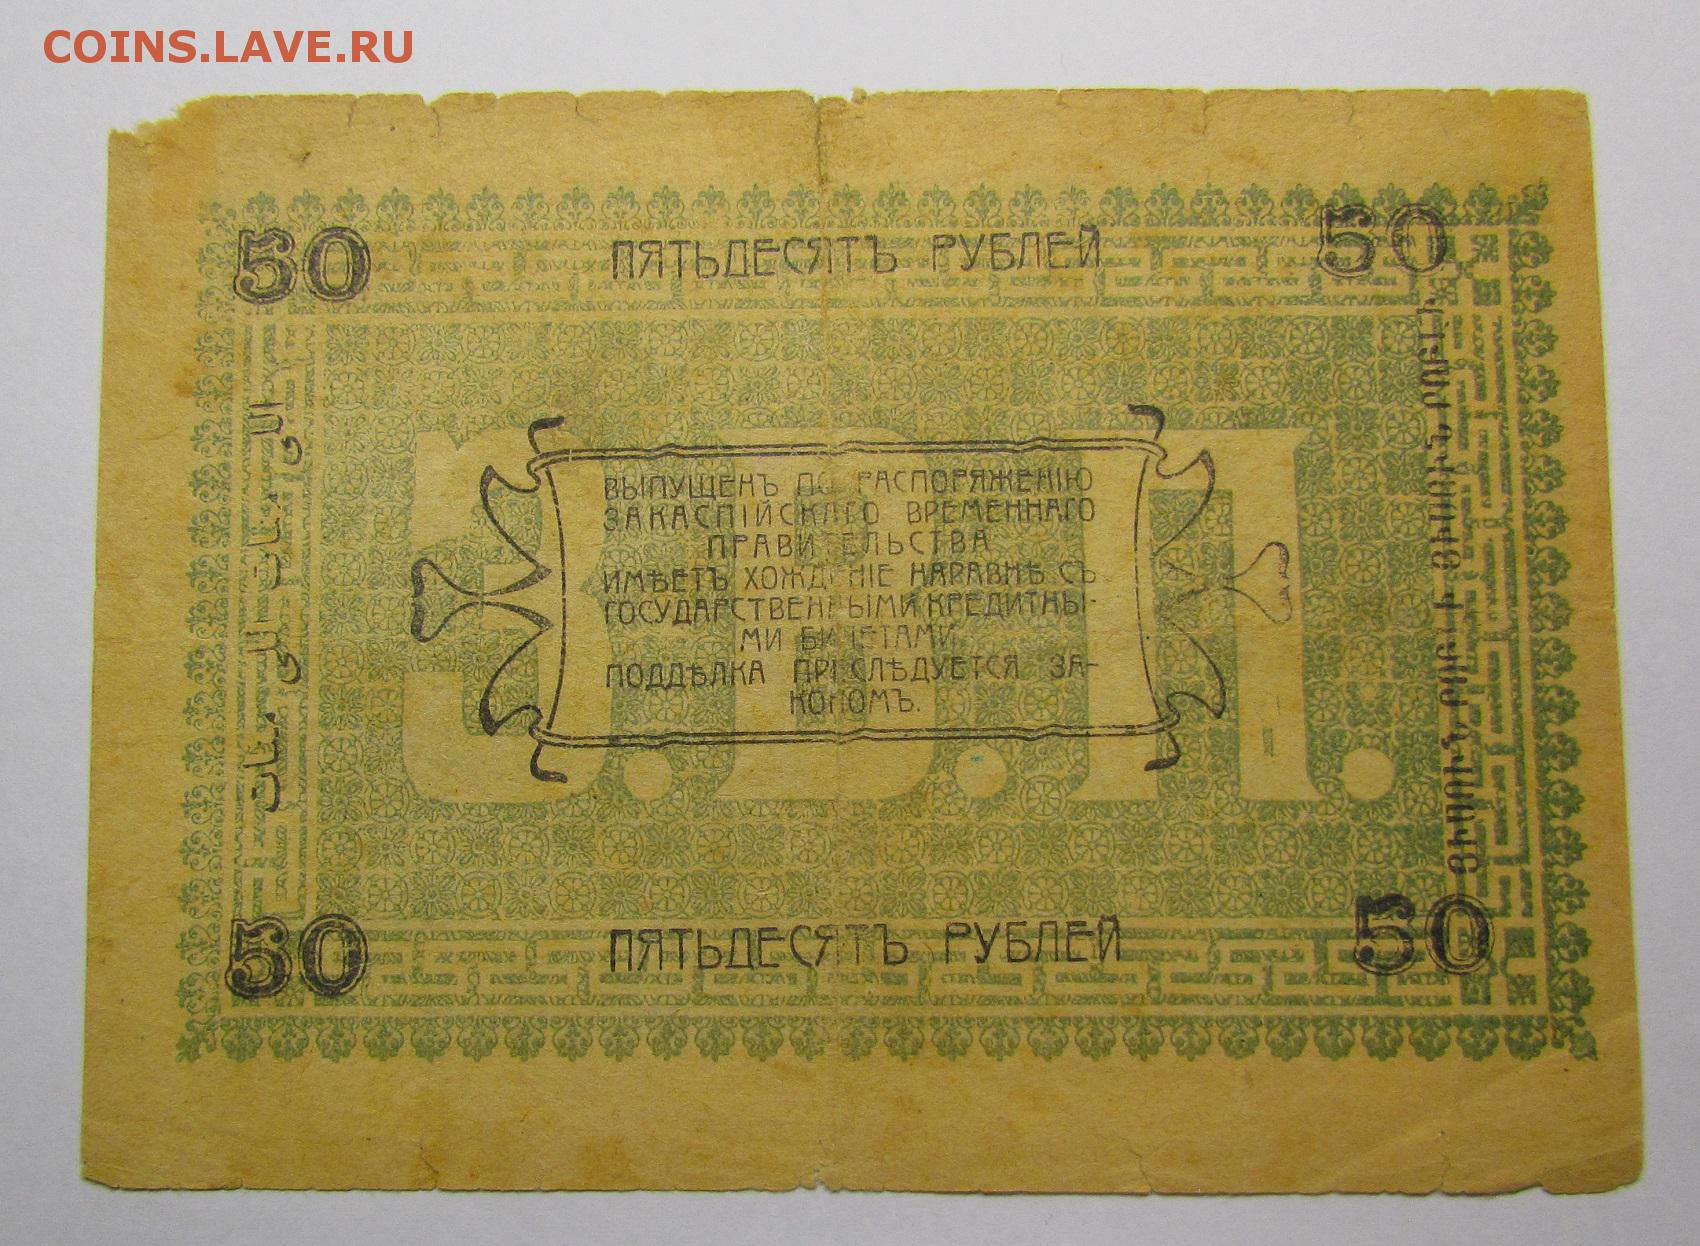 COINS.LAVE.RU
50 ПЯТЬДЕСЯТЪ РУБЛЕЙ 50
З.В.П.
ВЫПУЩЕНЪ ПО РАСПОРЯЖЕНІЮ
ЗАКАСПІЙСКАГО ВРЕМЕННАГО
ПРАВИТЕЛЬСТВА
ИМѢЕТЪ ХОЖДЕНІЕ НАРАВНѢ СЪ
ГОСУДАРСТВЕННЫМИ КРЕДИТНЫ-
МИ БИЛЕТАМИ
ПОДДѢЛКА ПРЕСЛѢДУЕТСЯ ЗА-
КОНОМЪ.
50 ПЯТЬДЕСЯТЪ РУБЛЕЙ 50